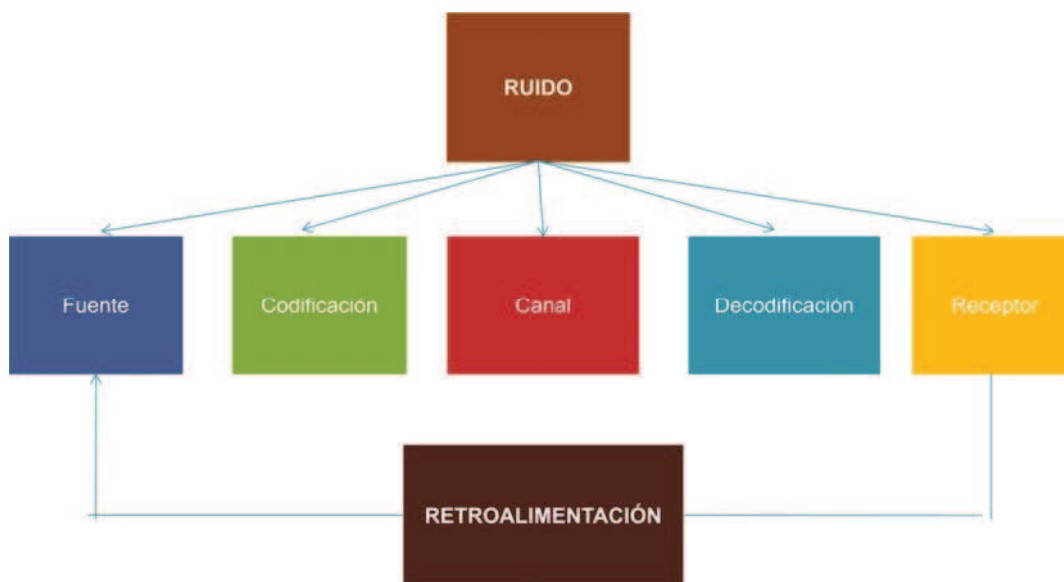 RUIDO
Fuente
Codificación
Canal
Decodificación
Receptor
RETROALIMENTACIÓN